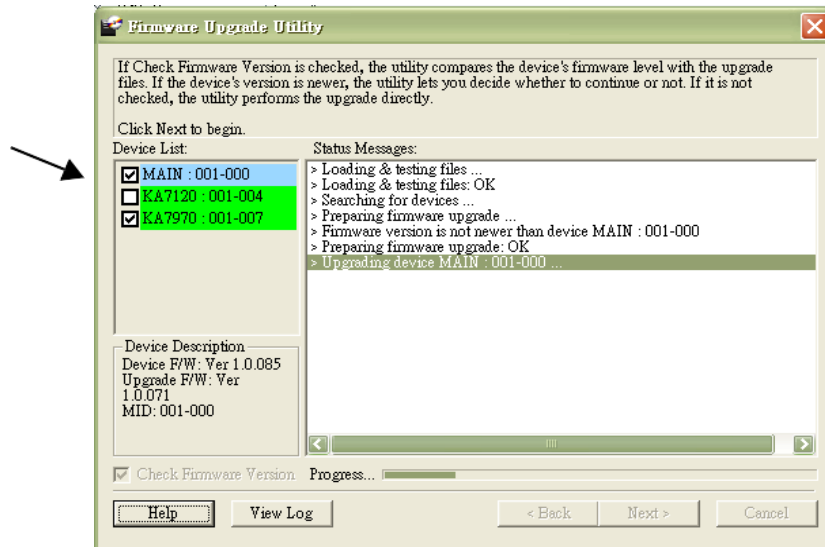 Firmware Upgrade Utility
If Check Firmware Version is checked, the utility compares the device's firmware level with the upgrade
files. If the device's version is newer, the utility lets you decide whether to continue or not. If it is not
checked, the utility performs the upgrade directly.
Click Next to begin.
Device List:
MAIN : 001-000
KA7120 : 001-004
KA7970 : 001-007
Status Messages:
> Loading & testing files ...
> Loading & testing files: OK
> Searching for devices ...
> Preparing firmware upgrade ...
> Firmware version is not newer than device MAIN : 001-000
> Preparing firmware upgrade: OK
> Upgrading device MAIN : 001-000 ...
Device Description
Device F/W: Ver 1.0.085
Upgrade F/W: Ver
1.0.071
MID: 001-000
Check Firmware Version Progress...
Help View Log < Back Next > Cancel